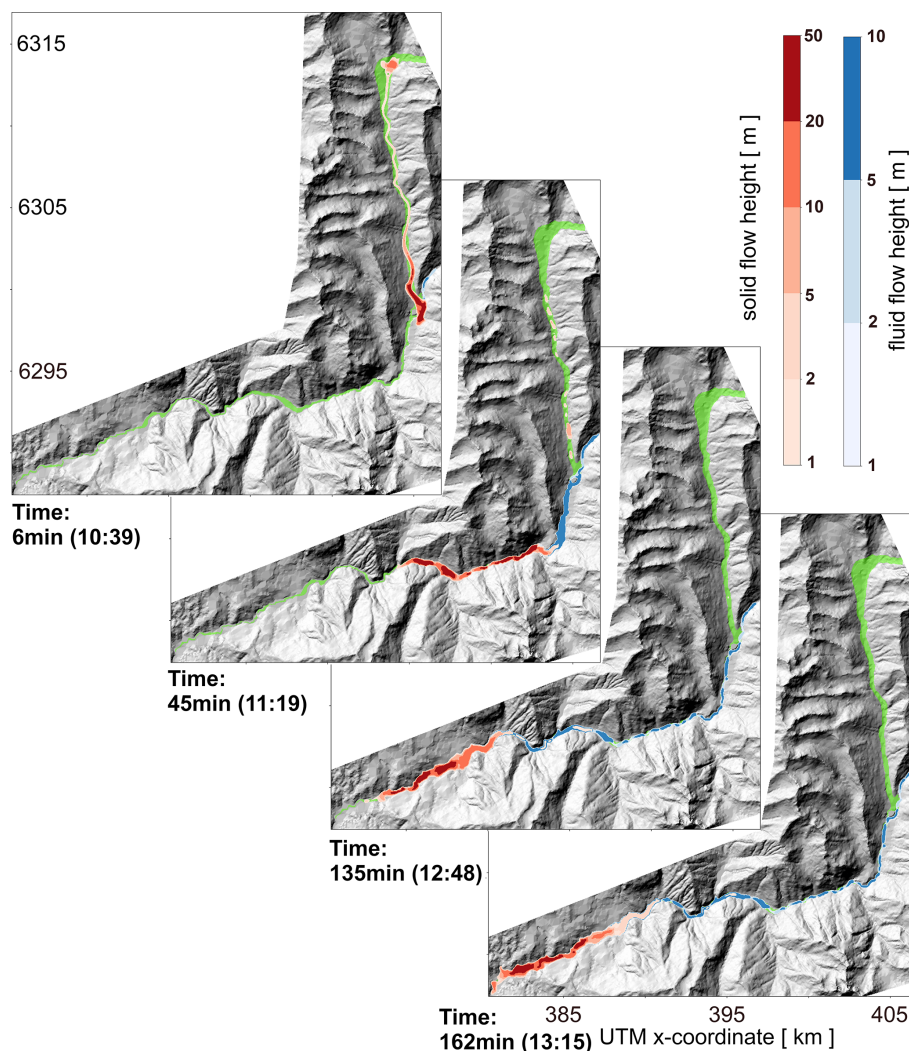 6315
6305
6295
50
20
10
5
2
1
solid flow height [ m ]
10
5
2
1
fluid flow height [ m ]
Time:
6min (10:39)
Time:
45min (11:19)
Time:
135min (12:48)
Time:
162min (13:15)
385
395
405
UTM x-coordinate [ km ]